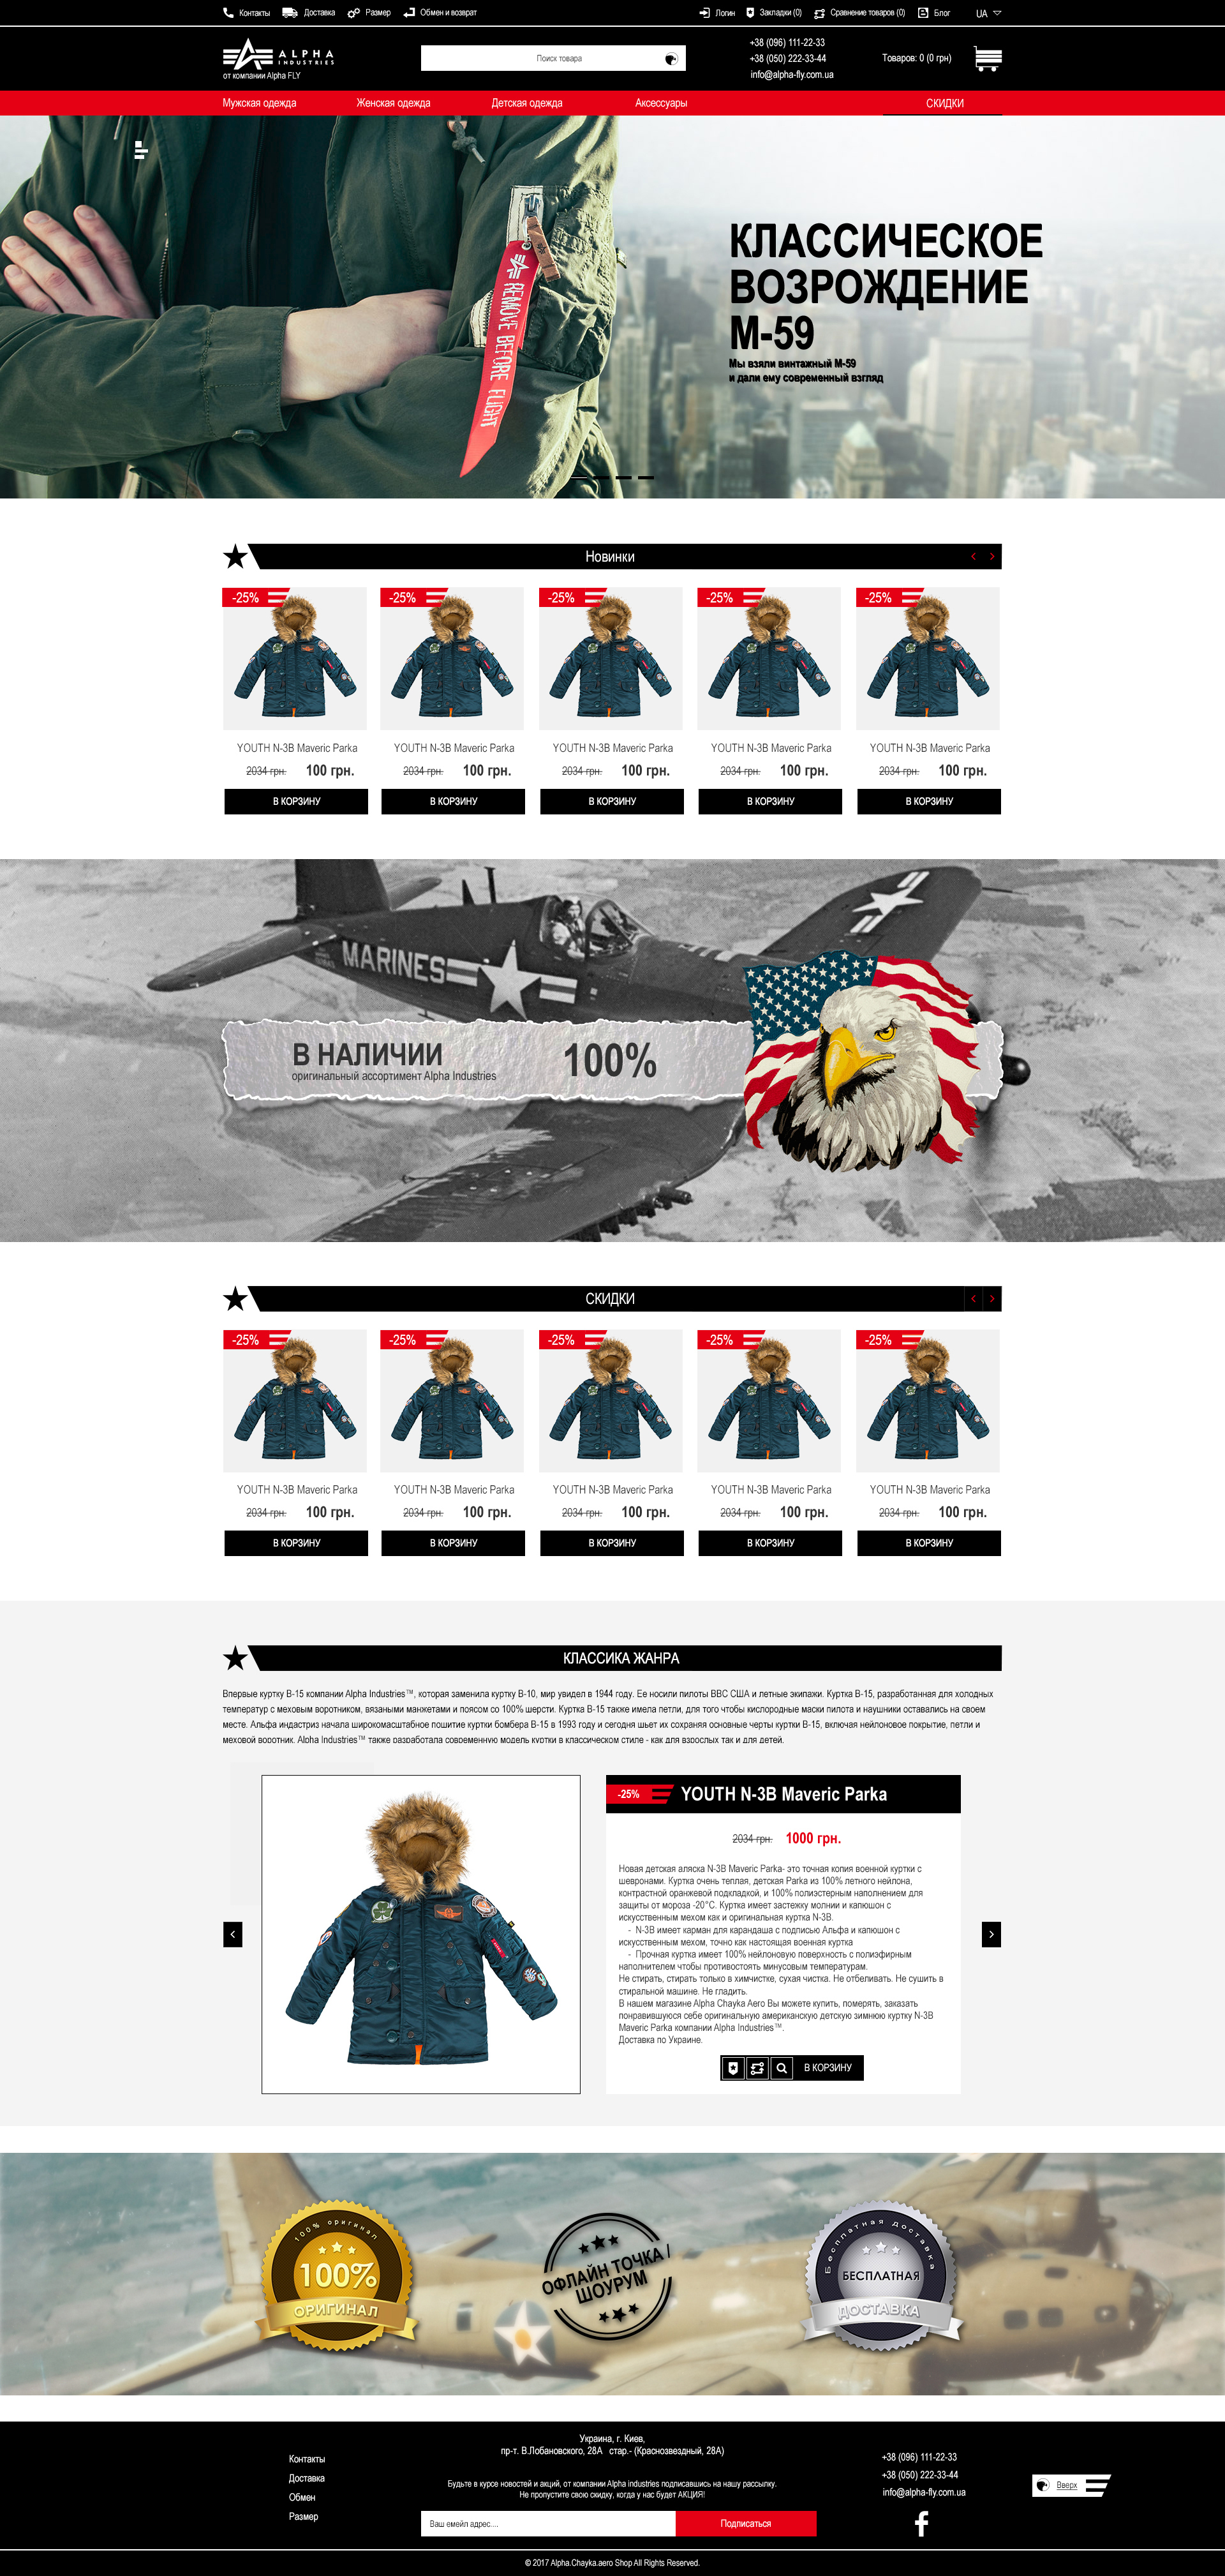 Контакты Доставка Размер Обмен и возврат Логин Закладки (0) Сравнение товаров (0) Блог UA
ALPHA
INDUSTRIES
от компании Alpha FLY
Поиск товара
+38 (096) 111-22-33
+38 (050) 222-33-44
info@alpha-fly.com.ua
Товаров: 0 (0 грн)
Мужская одежда Женская одежда Детская одежда Аксессуары СКИДКИ
REMOVE BEFORE FLIGHT
КЛАССИЧЕСКОЕ
ВОЗРОЖДЕНИЕ
М-59
Мы взяли винтажный М-59
и дали ему современный взгляд
Новинки
-25% -25% -25% -25% -25%
YOUTH N-3B Maveric Parka YOUTH N-3B Maveric Parka YOUTH N-3B Maveric Parka YOUTH N-3B Maveric Parka YOUTH N-3B Maveric Parka
2034 грн. 100 грн. 2034 грн. 100 грн. 2034 грн. 100 грн. 2034 грн. 100 грн. 2034 грн. 100 грн.
В КОРЗИНУ В КОРЗИНУ В КОРЗИНУ В КОРЗИНУ В КОРЗИНУ
MARINES
В НАЛИЧИИ
оригинальный ассортимент Alpha Industries
100%
СКИДКИ
-25% -25% -25% -25% -25%
YOUTH N-3B Maveric Parka YOUTH N-3B Maveric Parka YOUTH N-3B Maveric Parka YOUTH N-3B Maveric Parka YOUTH N-3B Maveric Parka
2034 грн. 100 грн. 2034 грн. 100 грн. 2034 грн. 100 грн. 2034 грн. 100 грн. 2034 грн. 100 грн.
В КОРЗИНУ В КОРЗИНУ В КОРЗИНУ В КОРЗИНУ В КОРЗИНУ
КЛАССИКА ЖАНРА
Впервые куртку B-15 компании Alpha Industries™, которая заменила куртку B-10, мир увидел в 1944 году. Ее носили пилоты ВВС США и летные экипажи. Куртка B-15, разработанная для холодных
температур с меховым воротником, вязаными манжетами и поясом со 100% шерсти. Куртка B-15 также имела петли, для того чтобы кислородные маски пилота и наушники оставались на своем
месте. Альфа индастриз начала широкомасштабное пошитие куртки бомбера B-15 в 1993 году и сегодня шьет их сохраняя основные черты куртки B-15, включая нейлоновое покрытие, петли и
меховой воротник. Alpha Industries™ также разработала современную модель куртки в классическом стиле - как для взрослых так и для детей.
-25% YOUTH N-3B Maveric Parka
2034 грн. 1000 грн.
Новая детская аляска N-3B Maveric Parka- это точная копия военной куртки с
шевронами. Куртка очень теплая, детская Parka из 100% летного нейлона,
контрастной оранжевой подкладкой, и 100% полиэстерным наполнением для
защиты от мороза -20°C. Куртка имеет застежку молнии и капюшон с
искусственным мехом как и оригинальная куртка N-3B.
- N-3B имеет карман для карандаша с подписью Альфа и капюшон с
искусственным мехом, точно как настоящая военная куртка
- Прочная куртка имеет 100% нейлоновую поверхность с полиэфирным
наполнителем чтобы противостоять минусовым температурам.
Не стирать, стирать только в химчистке, сухая чистка. Не отбеливать. Не сушить в
стиральной машине. Не гладить.
В нашем магазине Alpha Chayka Aero Вы можете купить, померять, заказать
понравившуюся себе оригинальную американскую детскую зимнюю куртку N-3B
Maveric Parka компании Alpha Industries™.
Доставка по Украине.
В КОРЗИНУ
100% оригинал
100%
ОРИГИНАЛ
ОФЛАЙН ТОЧКА /
ШОУРУМ
Бесплатная доставка
БЕСПЛАТНАЯ
ДОСТАВКА
Контакты
Доставка
Обмен
Размер
Украина, г. Киев,
пр-т. В.Лобановского, 28А стар.- (Краснозвездный, 28А)
Будьте в курсе новостей и акций, от компании Alpha industries подписавшись на нашу рассылку.
Не пропустите свою скидку, когда у нас будет АКЦИЯ!
Ваш емейл адрес.... Подписаться
+38 (096) 111-22-33
+38 (050) 222-33-44
info@alpha-fly.com.ua
Вверх
© 2017 Alpha.Chayka.aero Shop All Rights Reserved.